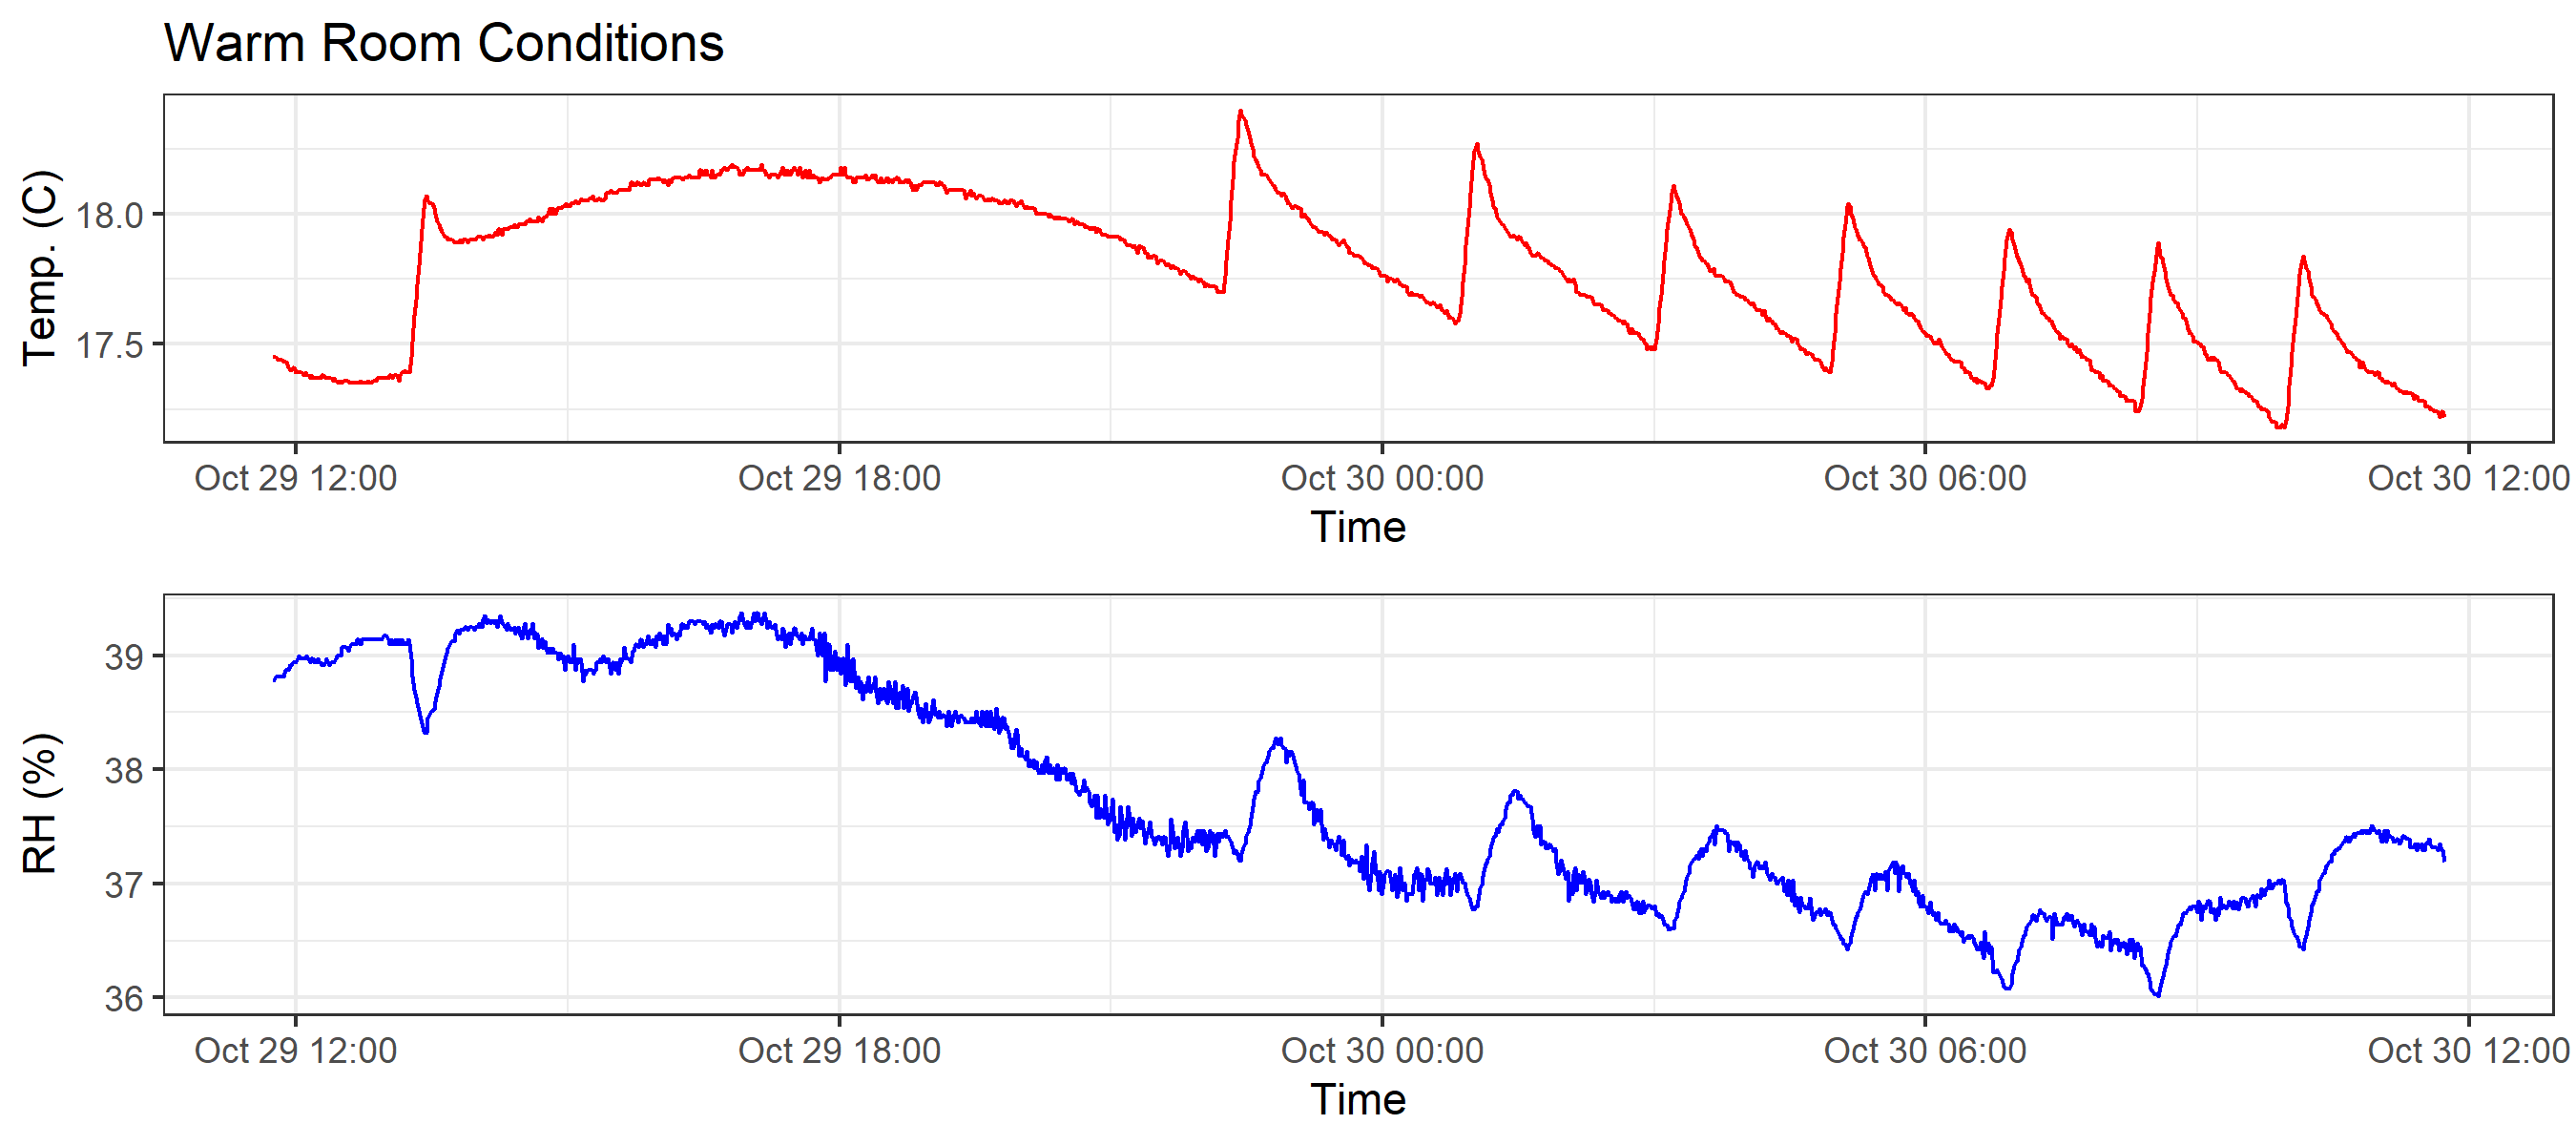 Warm Room Conditions
Temp. (C)
18.0
17.5
Oct 29 12:00 Oct 29 18:00 Oct 30 00:00 Oct 30 06:00 Oct 30 12:00
Time
RH (%)
39
38
37
36
Oct 29 12:00 Oct 29 18:00 Oct 30 00:00 Oct 30 06:00 Oct 30 12:00
Time